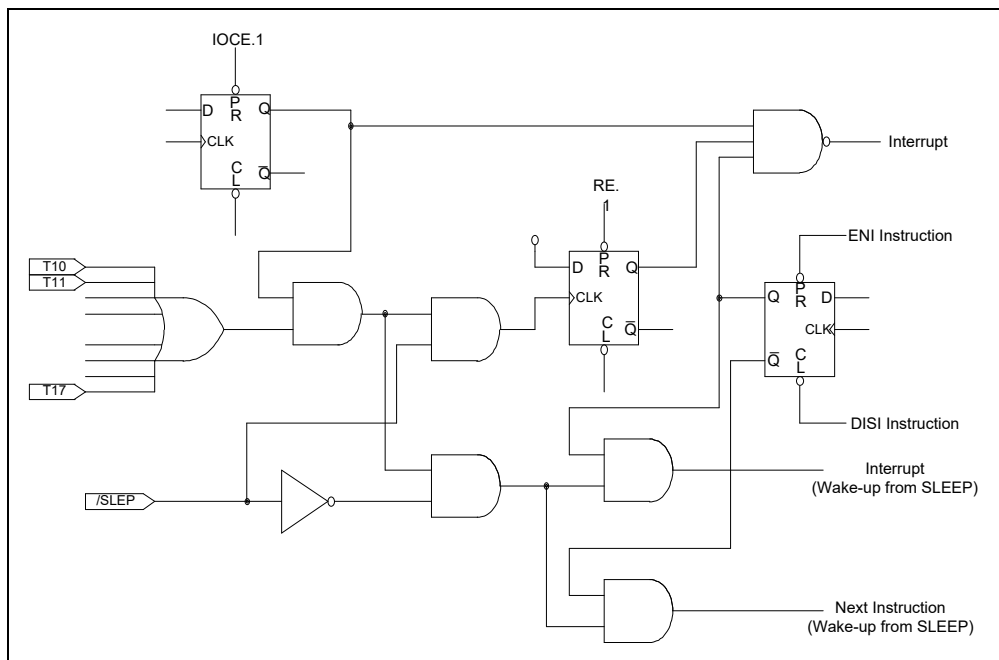 IOCE.1
P
D R Q
CLK
C
L Q̅
Interrupt
RE.
1
ENI Instruction
P
D R Q
CLK
C
L Q̅
P
Q R D
CLK
C
Q̅ L
T10
T11
T17
DISI Instruction
/SLEP
Interrupt
(Wake-up from SLEEP)
Next Instruction
(Wake-up from SLEEP)